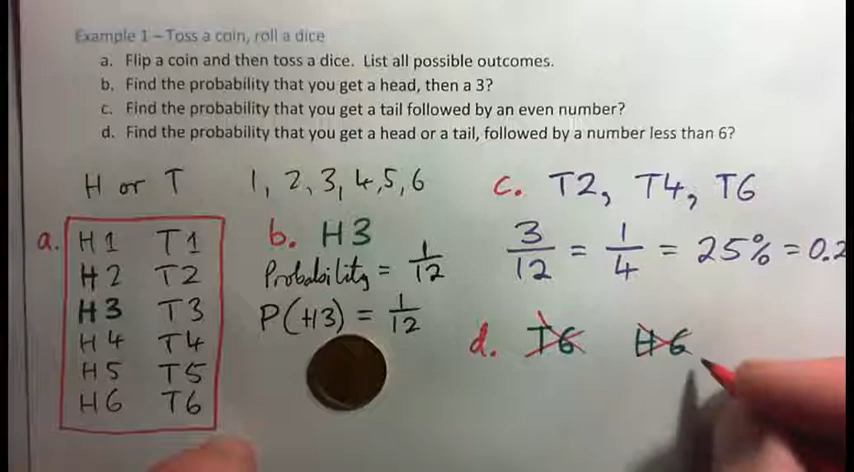 Example 1 – Toss a coin, roll a dice
a. Flip a coin and then toss a dice. List all possible outcomes.
b. Find the probability that you get a head, then a 3?
c. Find the probability that you get a tail followed by an even number?
d. Find the probability that you get a head or a tail, followed by a number less than 6?
H or T 1, 2, 3, 4, 5, 6
a. H1 T1
H2 T2
H3 T3
H4 T4
H5 T5
H6 T6
b. H3
Probability = 1/12
P(H3) = 1/12
c. T2, T4, T6
3/12 = 1/4 = 25% = 0.2
d. T6 H6